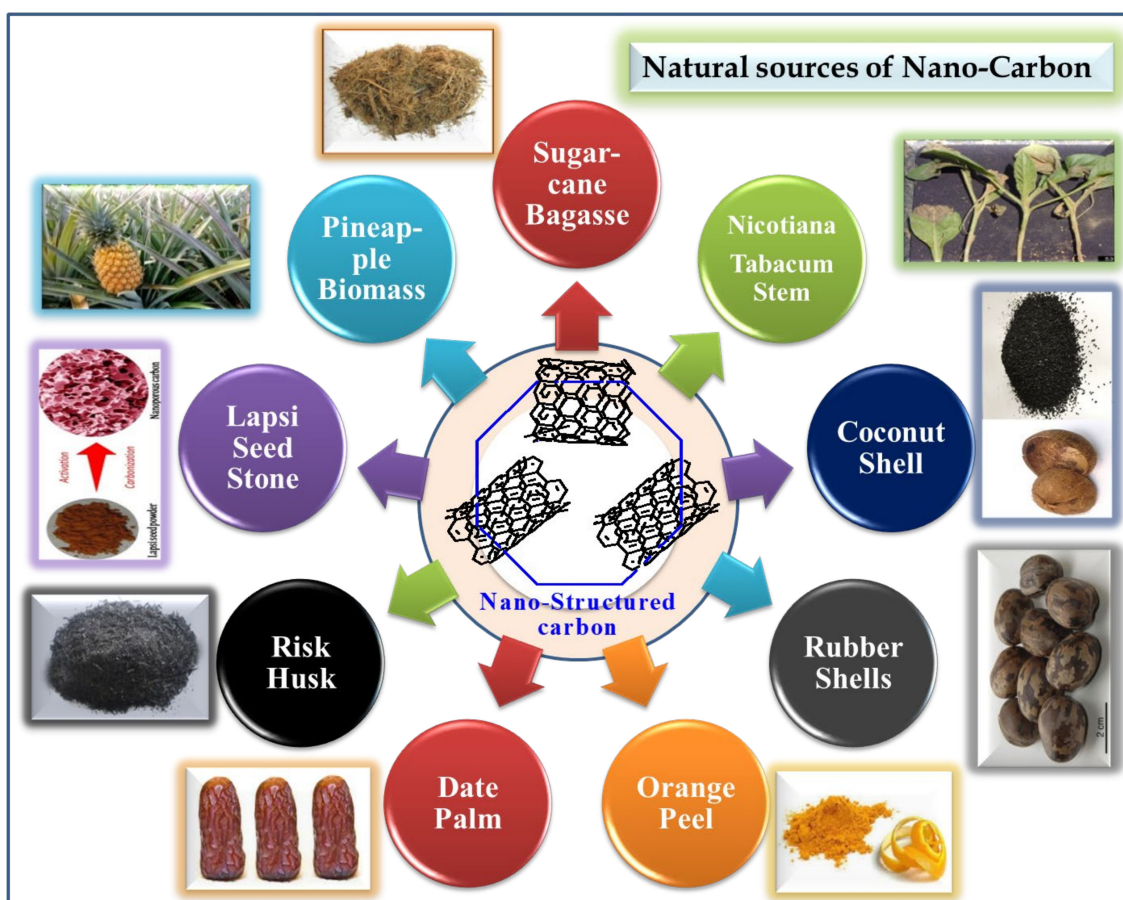 Natural sources of Nano-Carbon
Sugar-
cane
Bagasse
Nicotiana
Tabacum
Stem
Coconut
Shell
Rubber
Shells
2 cm
Orange
Peel
Date
Palm
Risk
Husk
Lapsi
Seed
Stone
Nanoporous carbon
Activation
Carbonization
Lapsi seed powder
Pineap-
ple
Biomass
Nano-Structured
carbon